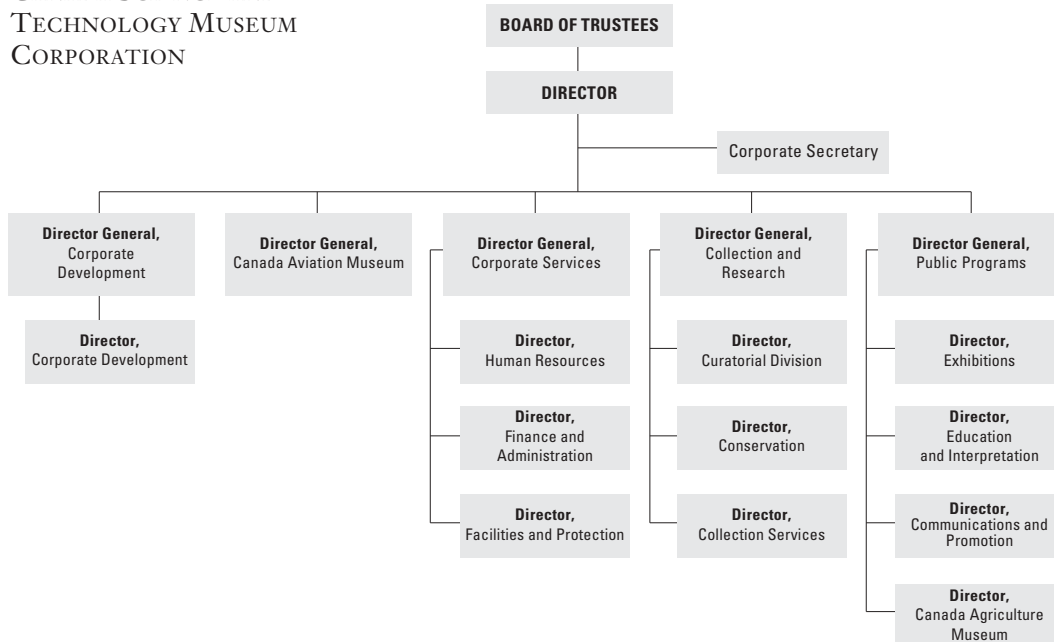 TECHNOLOGY MUSEUM
CORPORATION
BOARD OF TRUSTEES
DIRECTOR
Corporate Secretary
Director General,
Corporate
Development
Director General,
Canada Aviation Museum
Director General,
Corporate Services
Director General,
Collection and
Research
Director General,
Public Programs
Director,
Corporate Development
Director,
Human Resources
Director,
Finance and
Administration
Director,
Facilities and Protection
Director,
Curatorial Division
Director,
Conservation
Director,
Collection Services
Director,
Exhibitions
Director,
Education
and Interpretation
Director,
Communications and
Promotion
Director,
Canada Agriculture
Museum